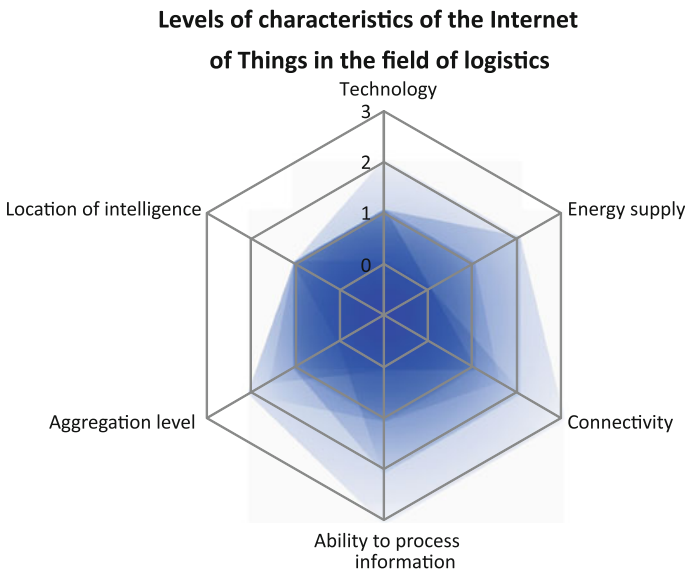 Levels of characteristics of the Internet
of Things in the field of logistics
Technology
3
2
1
0
Location of intelligence
Energy supply
Aggregation level
Connectivity
Ability to process
information